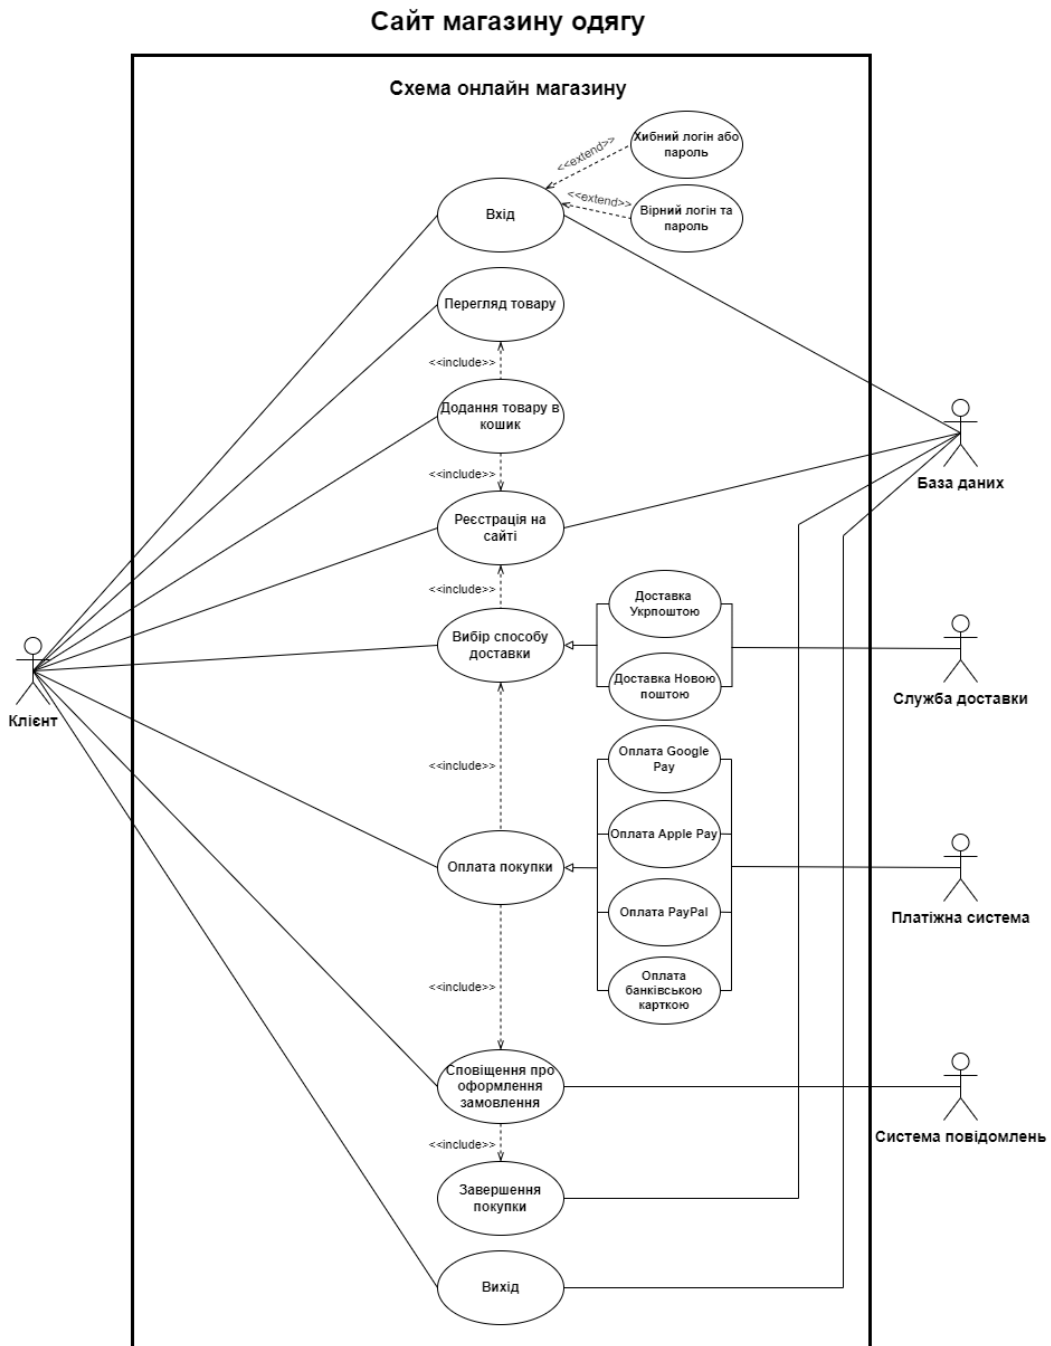 Сайт магазину одягу
Схема онлайн магазину
<<extend>>
Хибний логін або
пароль
<<extend>>
Вірний логін та
пароль
Вхід
Перегляд товару
<<include>>
Додання товару в
кошик
<<include>>
База даних
Реєстрація на
сайті
<<include>>
Доставка
Укрпоштою
Вибір способу
доставки
Доставка Новою
поштою
Служба доставки
Клієнт
<<include>>
Оплата Google
Pay
Оплата Apple Pay
Оплата покупки
Оплата PayPal
Платіжна система
Оплата
банківською
карткою
<<include>>
Сповіщення про
оформлення
замовлення
Система повідомлень
<<include>>
Завершення
покупки
Вихід